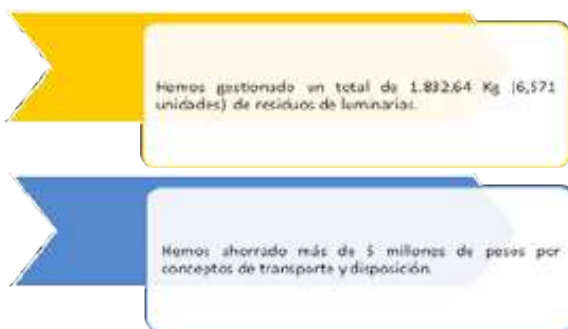 Hemos gestionado un total de 1.832.64 Kg (6,571
unidades) de residuos de luminarias.
Hemos ahorrado más de 5 millones de pesos por
conceptos de transporte y disposición.